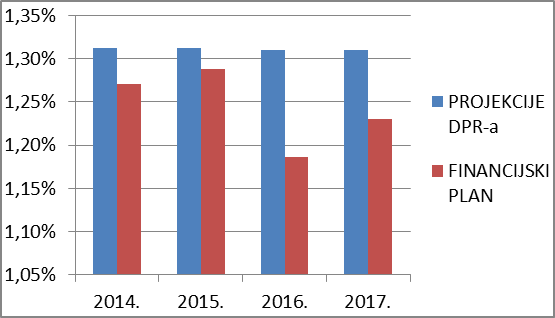 1,35%
1,30%
1,25%
1,20%
1,15%
1,10%
1,05%
2014. 2015. 2016. 2017.
PROJEKCIJE
DPR-a
FINANCIJSKI
PLAN